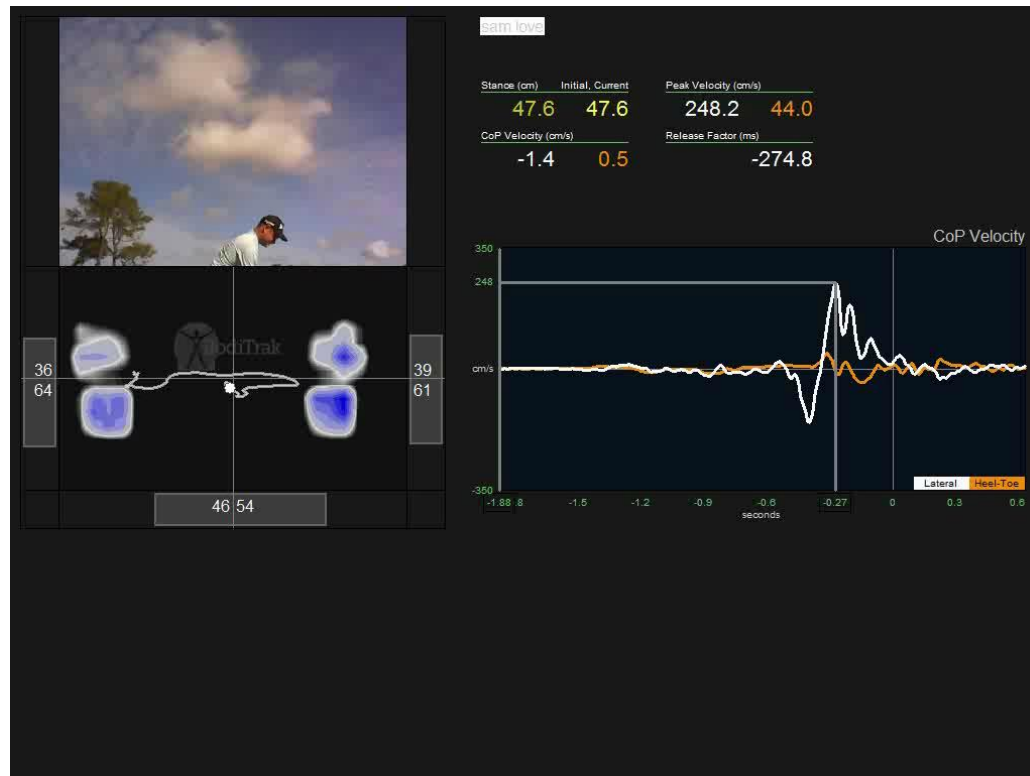 sam love
Stance (cm) Initial, Current
47.6 47.6
Peak Velocity (cm/s)
248.2 44.0
CoP Velocity (cm/s)
-1.4 0.5
Release Factor (ms)
-274.8
BodiTrak
36
64
39
61
46 54
CoP Velocity
350
248
cm/s
-350
Lateral Heel-Toe
-1.88 .8 -1.5 -1.2 -0.9 -0.6 -0.27 0 0.3 0.6
seconds